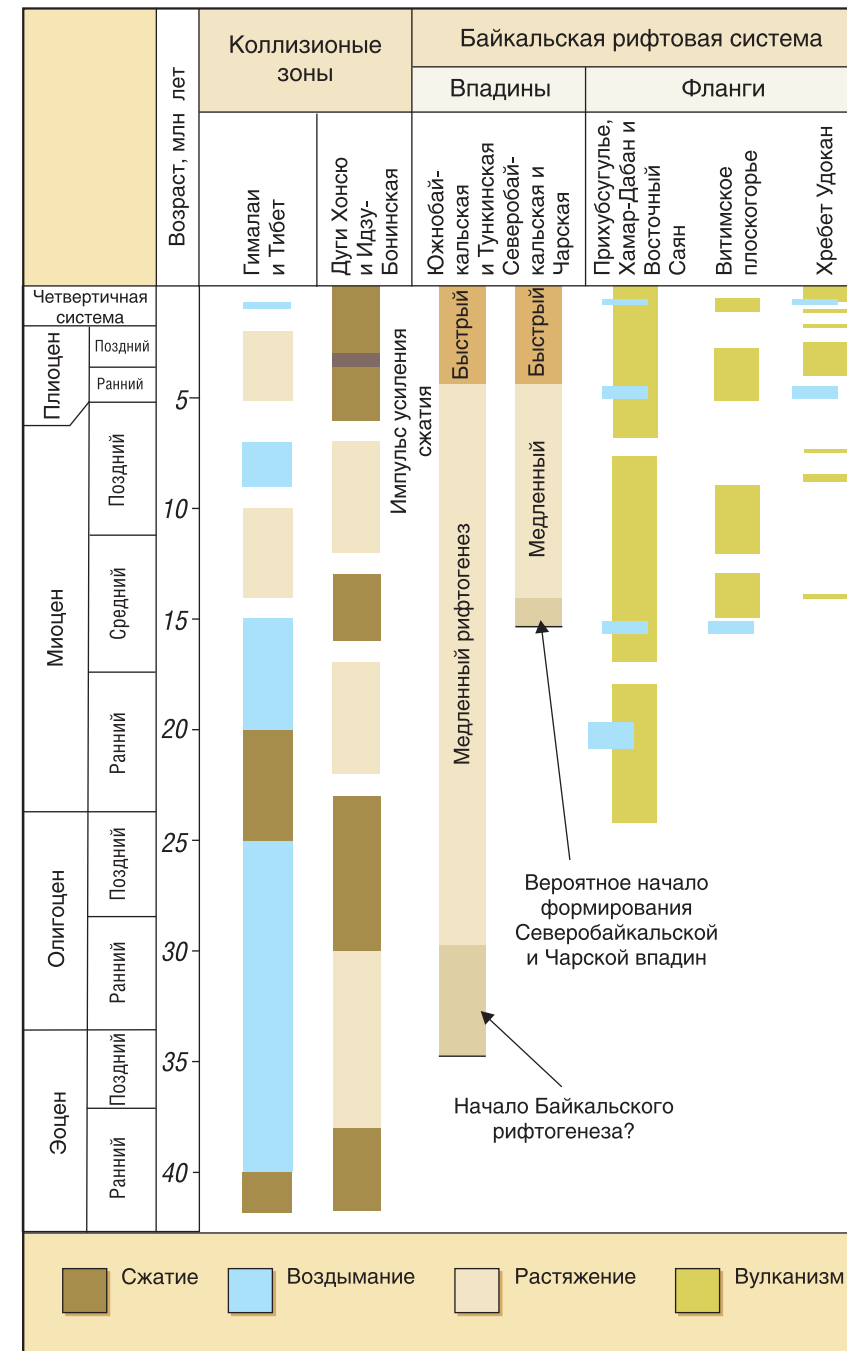 Коллизионые
зоны
Байкальская рифтовая система
Впадины
Фланги
Возраст, млн лет
Гималаи
и Тибет
Дуги Хонсю
и Идзу-
Бонинская
Южнобай-
кальская
и Тункинская
Северобай-
кальская и
Чарская
Прихубсугулье,
Хамар-Дабан и
Восточный
Саян
Витимское
плоскогорье
Хребет Удокан
Четвертичная
система
Плиоцен
Поздний
Ранний
Миоцен
Поздний
Средний
Ранний
Олигоцен
Поздний
Ранний
Эоцен
Поздний
Ранний
5
10
15
20
25
30
35
40
Импульс усиления
сжатия
Быстрый
Медленный рифтогенез
Быстрый
Медленный
Вероятное начало
формирования
Северобайкальской
и Чарской впадин
Начало Байкальского
рифтогенеза?
Сжатие
Воздымание
Растяжение
Вулканизм